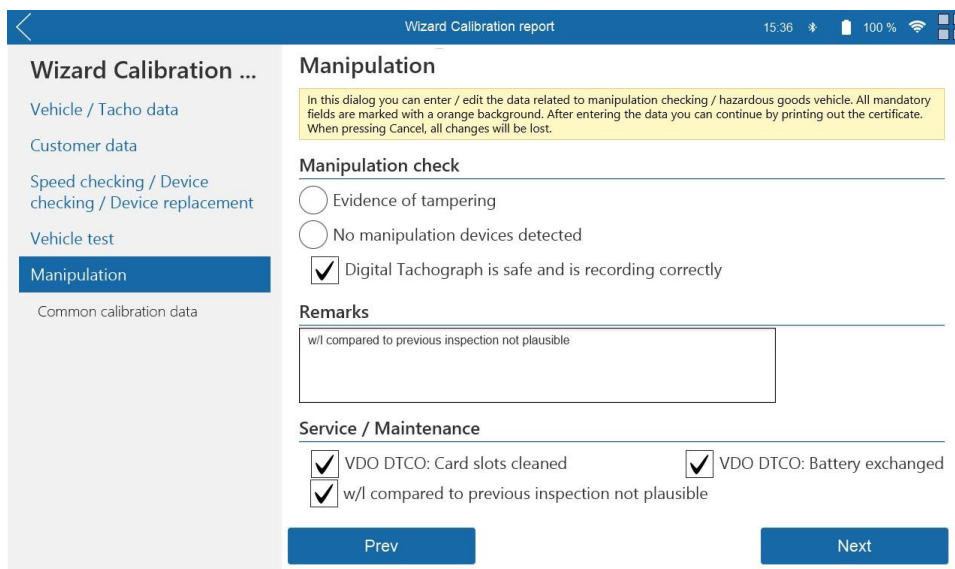 Wizard Calibration report
15:36
100 %
Wizard Calibration ...
Vehicle / Tacho data
Customer data
Speed checking / Device
checking / Device replacement
Vehicle test
Manipulation
Common calibration data
Manipulation
In this dialog you can enter / edit the data related to manipulation checking / hazardous goods vehicle. All mandatory
fields are marked with a orange background. After entering the data you can continue by printing out the certificate.
When pressing Cancel, all changes will be lost.
Manipulation check
Evidence of tampering
No manipulation devices detected
Digital Tachograph is safe and is recording correctly
Remarks
w/l compared to previous inspection not plausible
Service / Maintenance
VDO DTCO: Card slots cleaned
VDO DTCO: Battery exchanged
w/l compared to previous inspection not plausible
Prev
Next